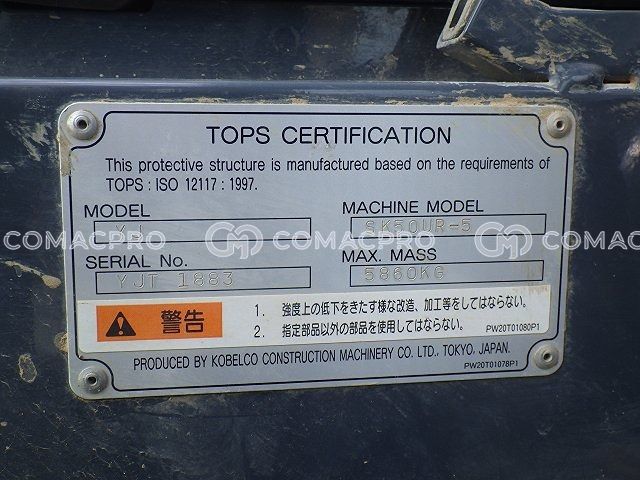 TOPS CERTIFICATION
This protective structure is manufactured based on the requirements of
TOPS : ISO 12117 : 1997.
MODEL
YJ
MACHINE MODEL
SK50UR-5
COMACPRO COMACPRO COMACPRO
SERIAL No.
YJT 1883
MAX. MASS
5860KG
警告
1. 強度上の低下をきたす様な改造、加工等をしてはならない。
2. 指定部品以外の部品を使用してはならない。
PW20T01080P1
PRODUCED BY KOBELCO CONSTRUCTION MACHINERY CO. LTD., TOKYO, JAPAN.
PW20T01078P1